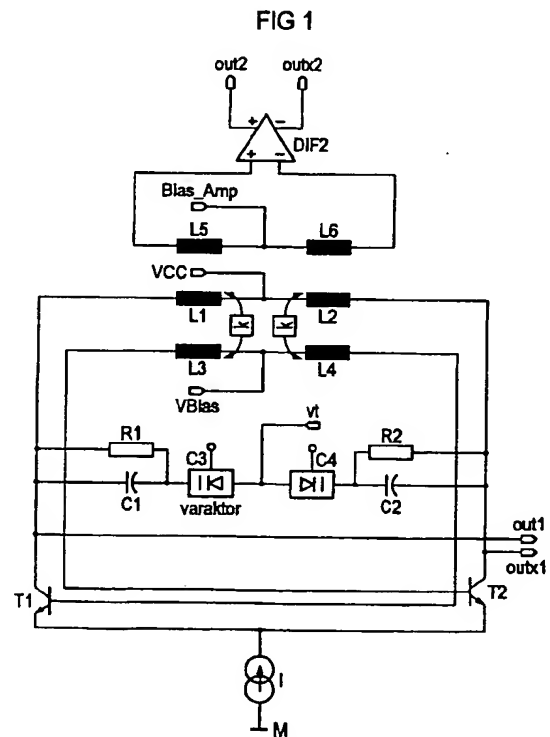 FIG 1
out2 outx2
+ −
DIF2
+ −
Bias_Amp
L5 L6
VCC
L1 L2
k k
L3 L4
VBias
vt
R1 R2
C3 C4
C1 varaktor C2
out1
outx1
T1 T2
I
M